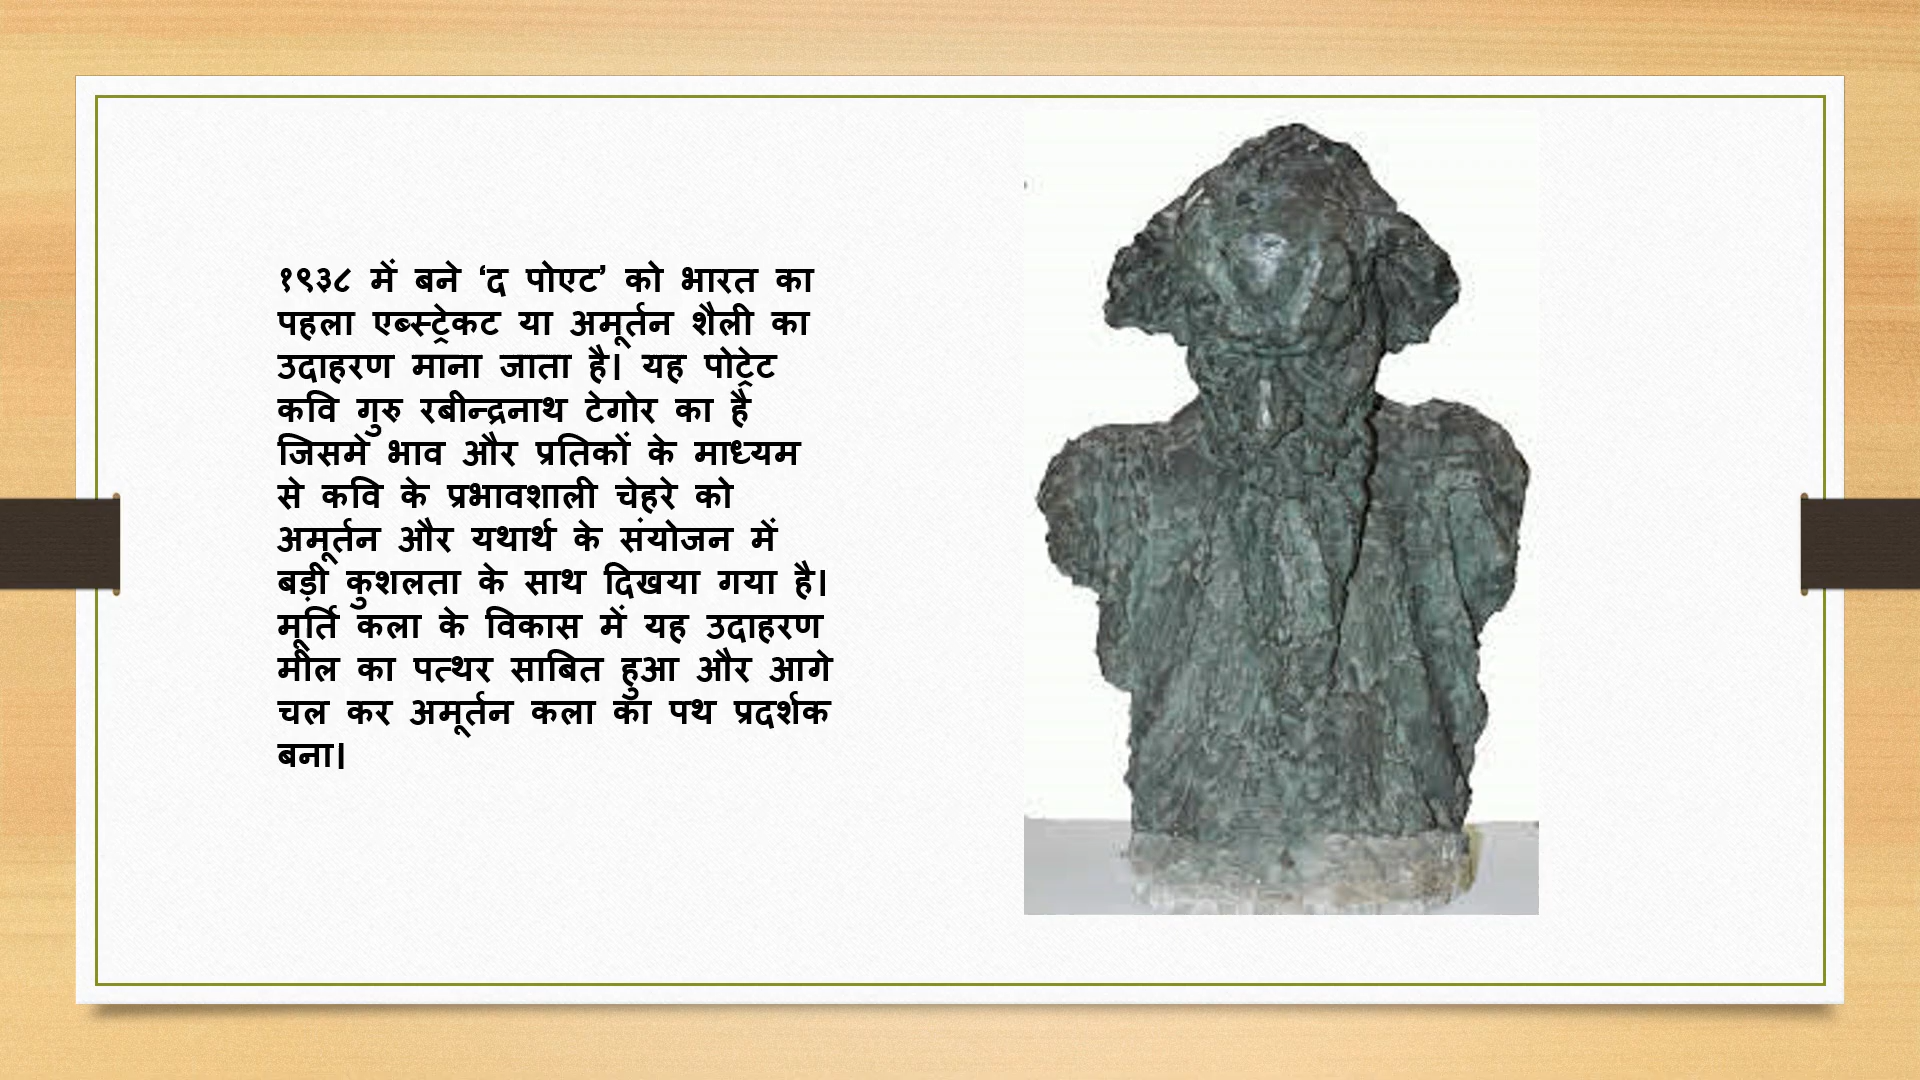 १९३८ में बने ‘द पोएट’ को भारत का
पहला एब्स्ट्रेकट या अमूर्तन शैली का
उदाहरण माना जाता है। यह पोट्रेट
कवि गुरु रबीन्द्रनाथ टेगोर का है
जिसमे भाव और प्रतिकों के माध्यम
से कवि के प्रभावशाली चेहरे को
अमूर्तन और यथार्थ के संयोजन में
बड़ी कुशलता के साथ दिखया गया है।
मूर्ति कला के विकास में यह उदाहरण
मील का पत्थर साबित हुआ और आगे
चल कर अमूर्तन कला का पथ प्रदर्शक
बना।